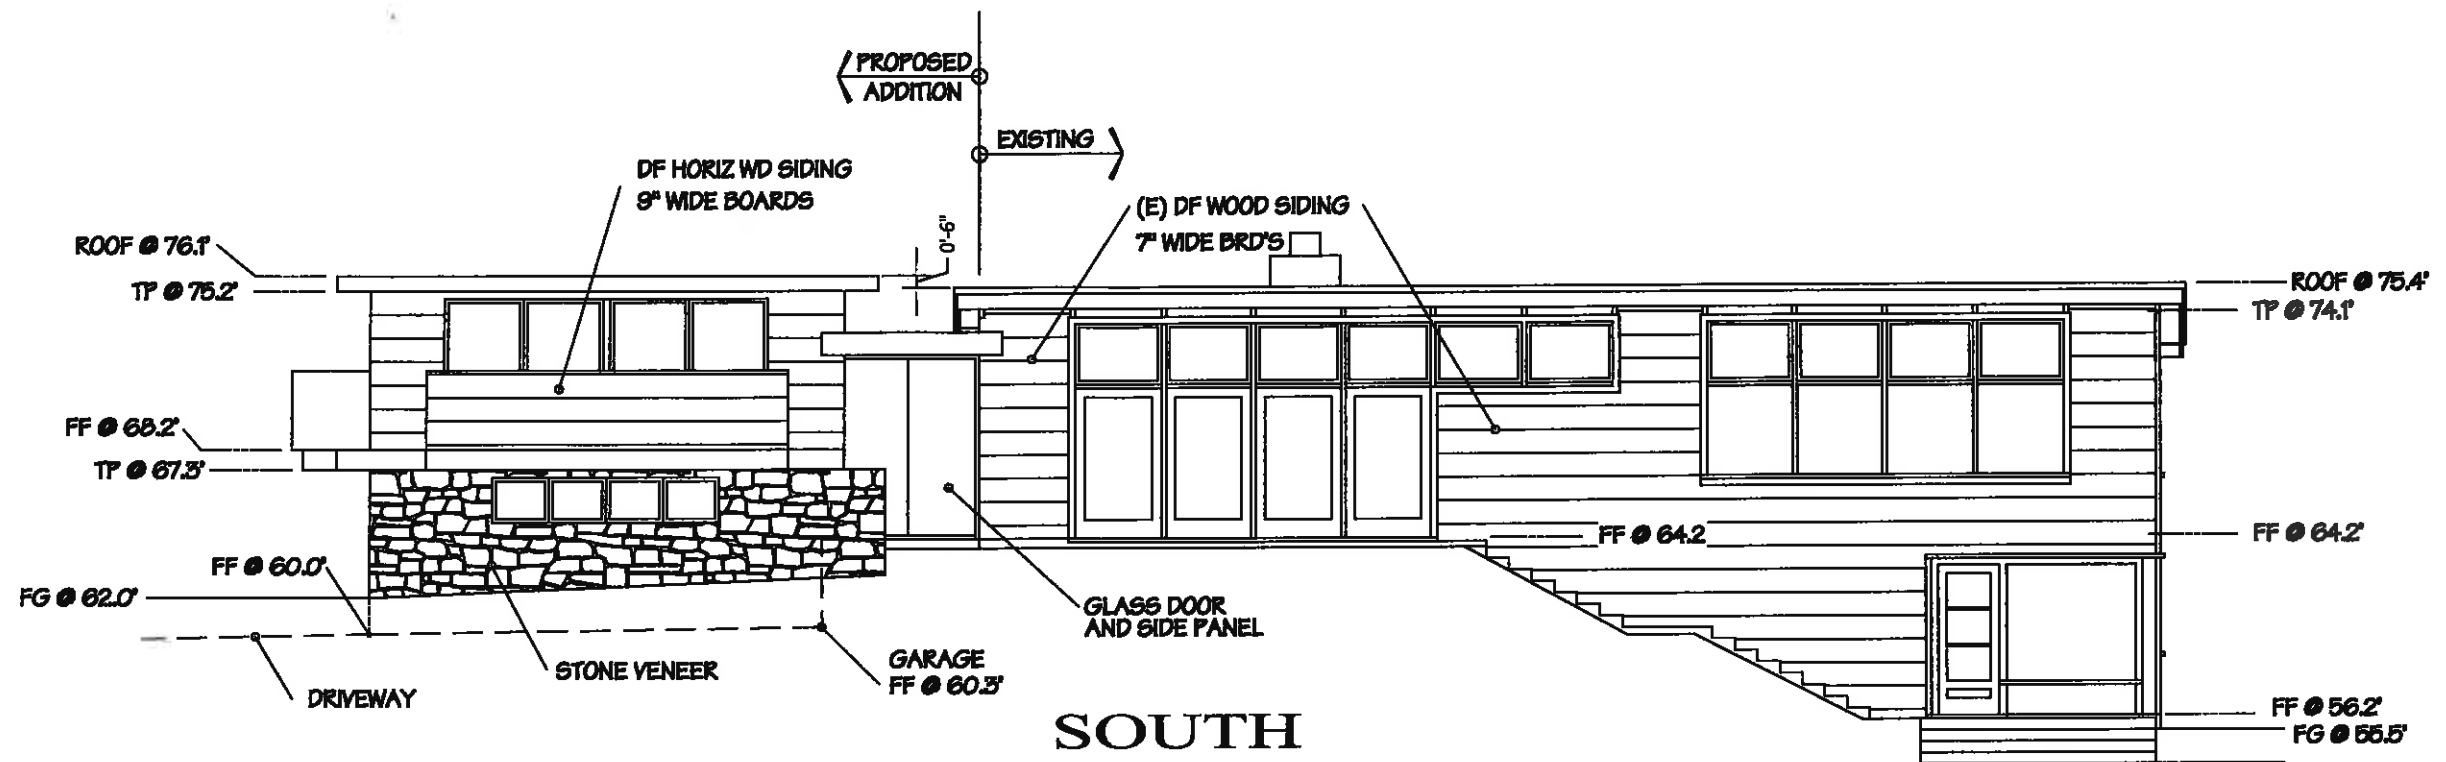 PROPOSED
ADDITION
EXISTING
DF HORIZ WD SIDING
9" WIDE BOARDS
0'-6"
(E) DF WOOD SIDING
7" WIDE BRD'S
ROOF @ 76.1'
TP @ 75.2'
ROOF @ 75.4'
TP @ 74.1'
FF @ 68.2'
TP @ 67.3'
FF @ 64.2
FF @ 64.2'
FF @ 60.0'
FG @ 62.0'
GLASS DOOR
AND SIDE PANEL
STONE VENEER
GARAGE
FF @ 60.3'
DRIVEWAY
FF @ 56.2'
FG @ 55.5'
SOUTH